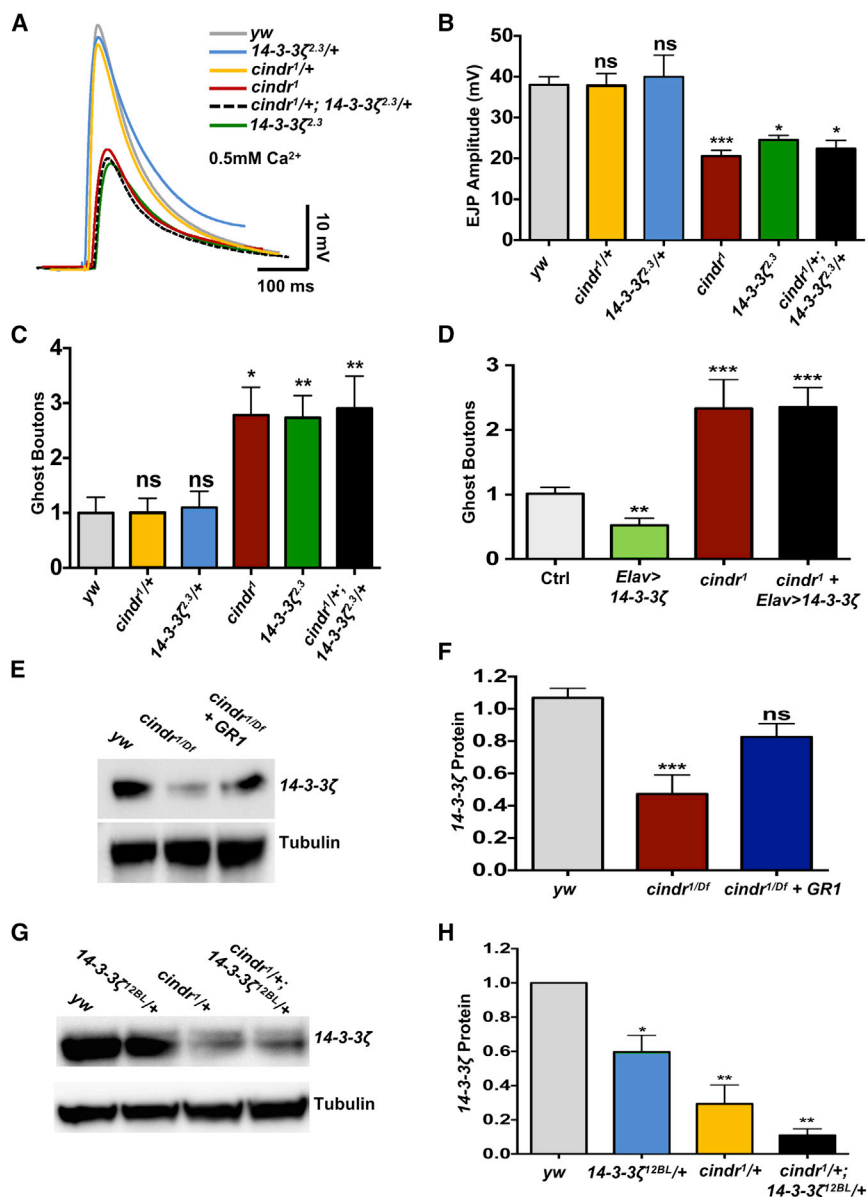 A
yw
14-3-3ζ2.3/+
cindr1/+
cindr1
cindr1/+; 14-3-3ζ2.3/+
14-3-3ζ2.3
0.5mM Ca2+
10 mV
100 ms
B
EJP Amplitude (mV)
50
40
30
20
10
0
ns
ns
***
*
*
yw
cindr1/+
14-3-3ζ2.3/+
cindr1
14-3-3ζ2.3
cindr1/+;
14-3-3ζ2.3/+
C
Ghost Boutons
4
3
2
1
0
ns
ns
*
**
**
yw
cindr1/+
14-3-3ζ2.3/+
cindr1
14-3-3ζ2.3
cindr1/+;
14-3-3ζ2.3/+
D
Ghost Boutons
3
2
1
0
**
***
***
Ctrl
Elav>
14-3-3ζ
cindr1
cindr1 +
Elav>14-3-3ζ
E
yw
cindr1/Df
cindr1/Df
+ GR1
14-3-3ζ
Tubulin
F
14-3-3ζ Protein
1.2
1.0
0.8
0.6
0.4
0.2
0.0
***
ns
yw
cindr1/Df
cindr1/Df + GR1
G
yw
14-3-3ζ12BL/+
cindr1/+
cindr1/+;
14-3-3ζ12BL/+
14-3-3ζ
Tubulin
H
14-3-3ζ Protein
1.2
1.0
0.8
0.6
0.4
0.2
0.0
*
**
**
yw
14-3-3ζ12BL/+
cindr1/+
cindr1/+;
14-3-3ζ12BL/+